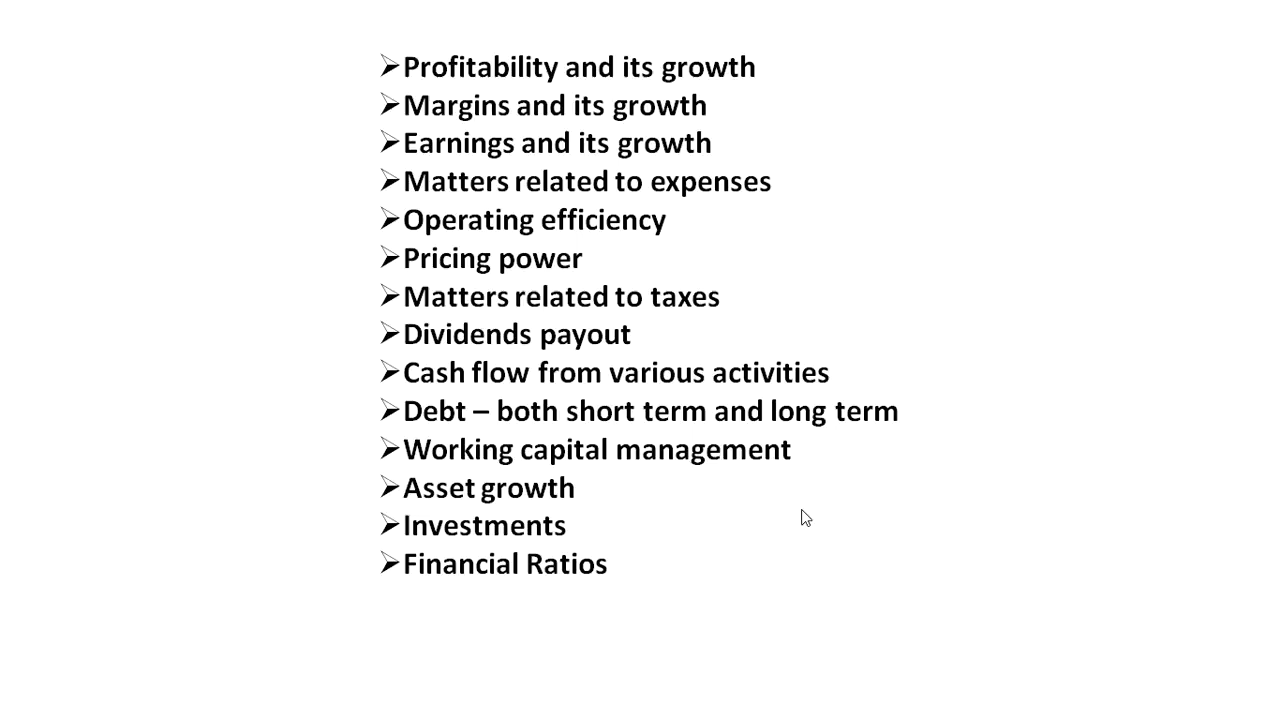 ➢Profitability and its growth
➢Margins and its growth
➢Earnings and its growth
➢Matters related to expenses
➢Operating efficiency
➢Pricing power
➢Matters related to taxes
➢Dividends payout
➢Cash flow from various activities
➢Debt – both short term and long term
➢Working capital management
➢Asset growth
➢Investments
➢Financial Ratios